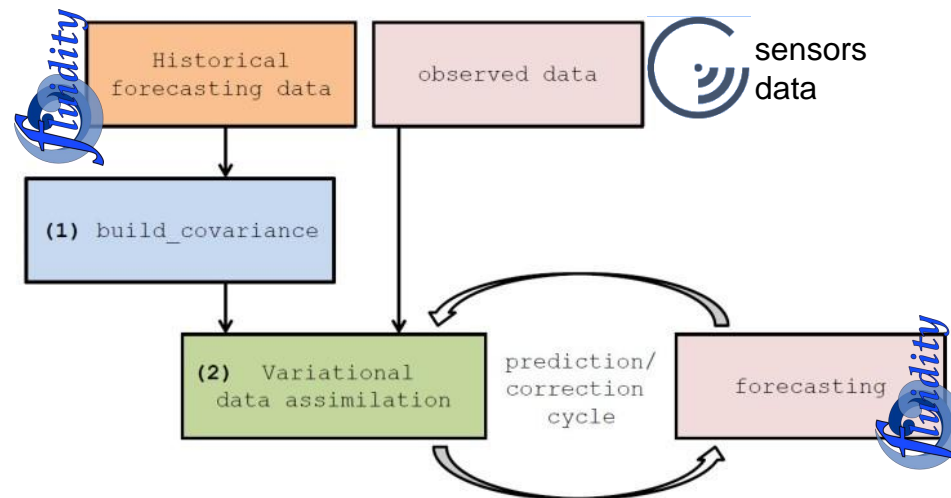 fluidity
Historical
forecasting data
observed data
sensors
data
(1) build_covariance
(2) Variational
data assimilation
prediction/
correction
cycle
forecasting
fluidity